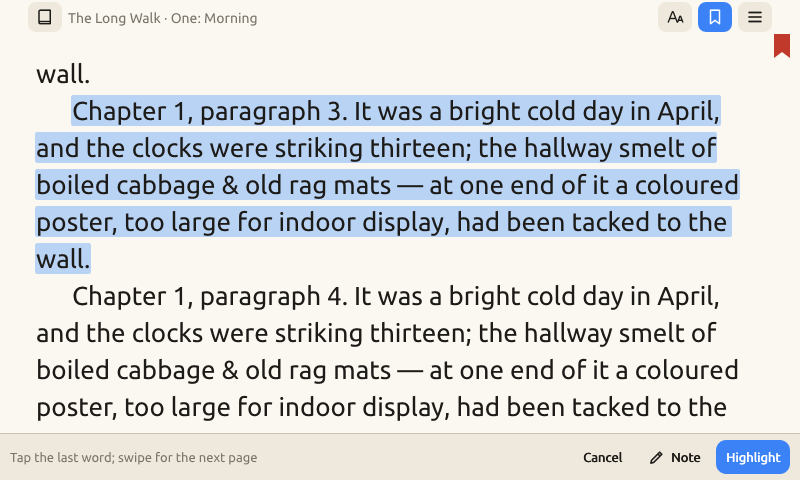 The Long Walk · One: Morning
AA
wall.
Chapter 1, paragraph 3. It was a bright cold day in April,
and the clocks were striking thirteen; the hallway smelt of
boiled cabbage & old rag mats — at one end of it a coloured
poster, too large for indoor display, had been tacked to the
wall.
Chapter 1, paragraph 4. It was a bright cold day in April,
and the clocks were striking thirteen; the hallway smelt of
boiled cabbage & old rag mats — at one end of it a coloured
poster, too large for indoor display, had been tacked to the
Tap the last word; swipe for the next page
Cancel
Note
Highlight